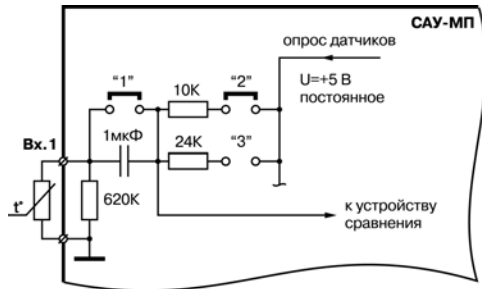 САУ-МП
опрос датчиков
U=+5 В
постоянное
"1"
10К
"2"
1мкФ
24К
"3"
Вх.1
620К
t°
к устройству
сравнения